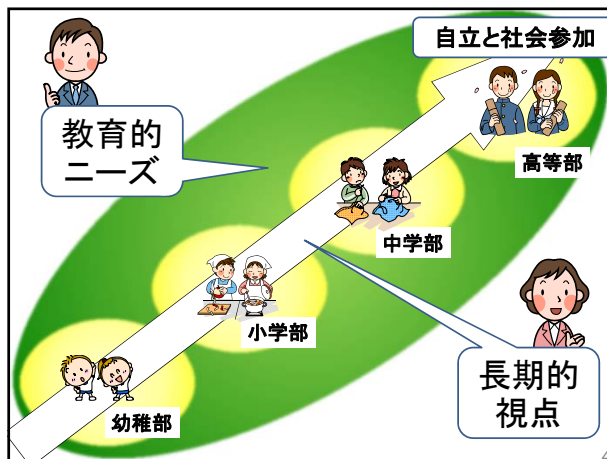 自立と社会参加
教育的
ニーズ
高等部
中学部
小学部
長期的
視点
幼稚部